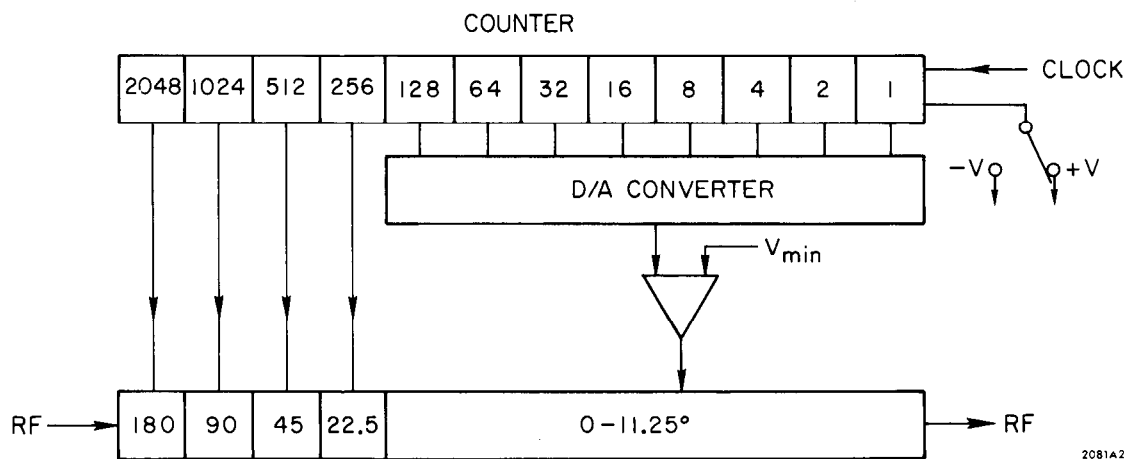 COUNTER
2048 1024 512 256 128 64 32 16 8 4 2 1
CLOCK
−V +V
D/A CONVERTER
V_min
RF 180 90 45 22.5 0–11.25° RF
2081A2